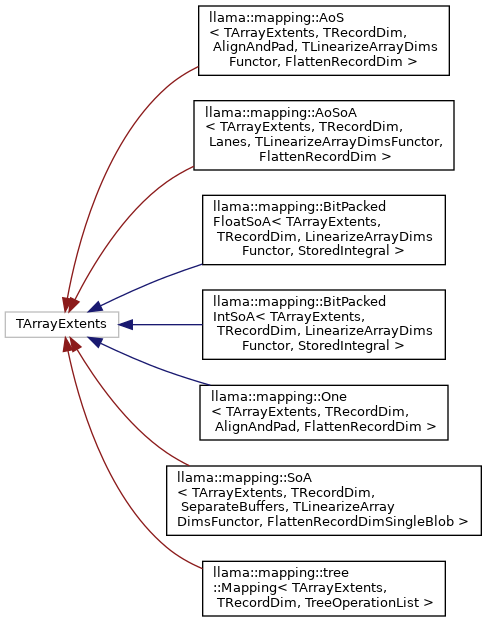 llama::mapping::AoS
< TArrayExtents, TRecordDim,
AlignAndPad, TLinearizeArrayDims
Functor, FlattenRecordDim >
llama::mapping::AoSoA
< TArrayExtents, TRecordDim,
Lanes, TLinearizeArrayDimsFunctor,
FlattenRecordDim >
llama::mapping::BitPacked
FloatSoA< TArrayExtents,
TRecordDim, LinearizeArrayDims
Functor, StoredIntegral >
TArrayExtents
llama::mapping::BitPacked
IntSoA< TArrayExtents,
TRecordDim, LinearizeArrayDims
Functor, StoredIntegral >
llama::mapping::One
< TArrayExtents, TRecordDim,
AlignAndPad, FlattenRecordDim >
llama::mapping::SoA
< TArrayExtents, TRecordDim,
SeparateBuffers, TLinearizeArray
DimsFunctor, FlattenRecordDimSingleBlob >
llama::mapping::tree
::Mapping< TArrayExtents,
TRecordDim, TreeOperationList >